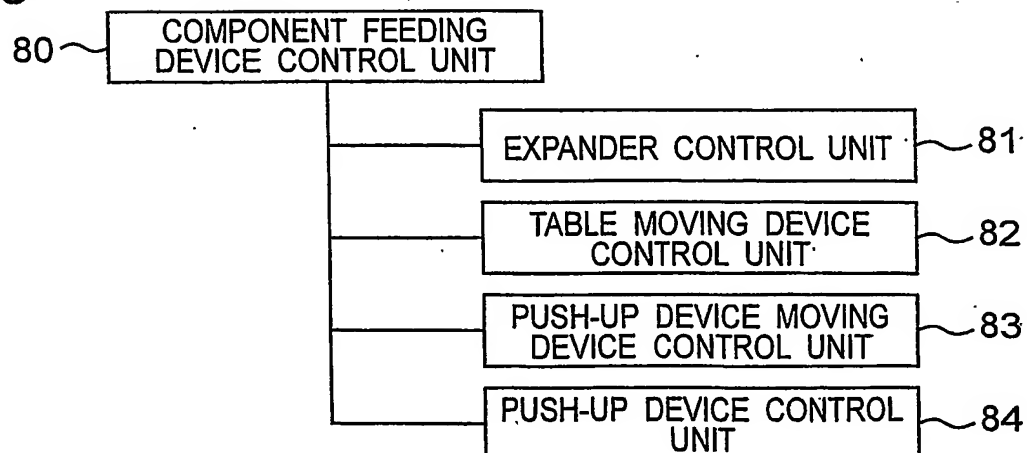 80
COMPONENT FEEDING
DEVICE CONTROL UNIT
EXPANDER CONTROL UNIT
81
TABLE MOVING DEVICE
CONTROL UNIT
82
PUSH-UP DEVICE MOVING
DEVICE CONTROL UNIT
83
PUSH-UP DEVICE CONTROL
UNIT
84